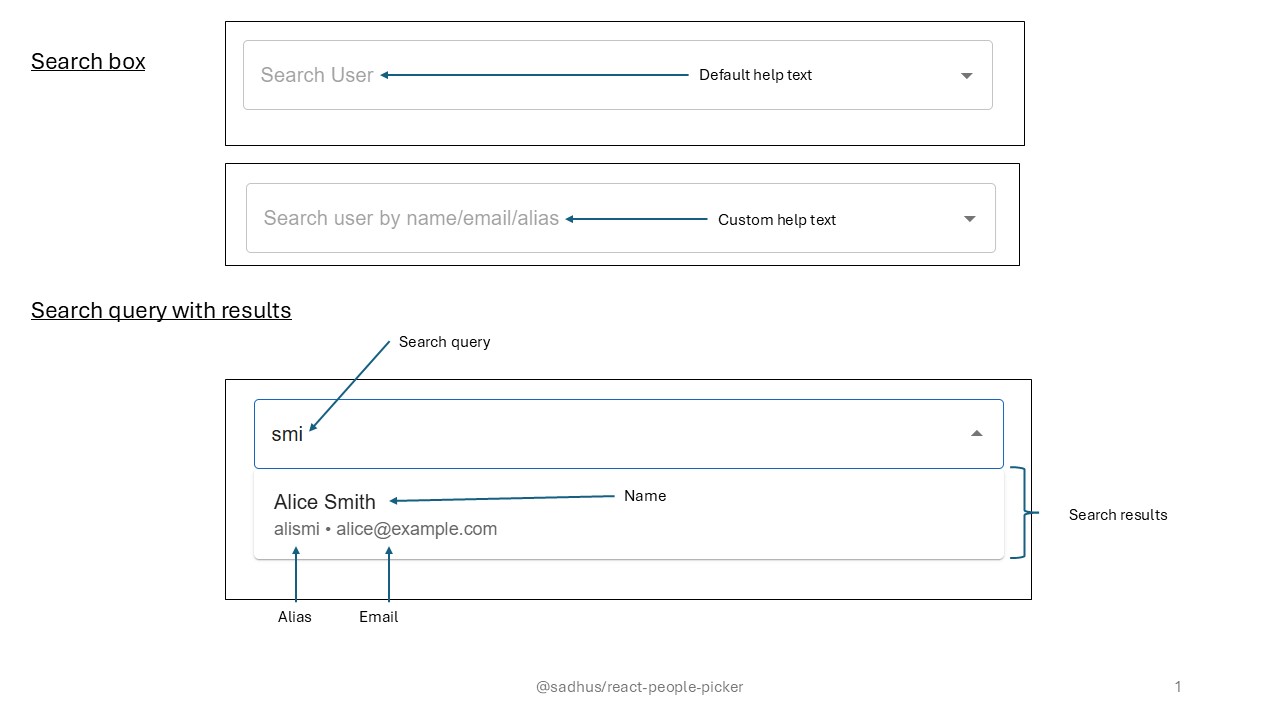 Search box
Search User
Default help text
Search user by name/email/alias
Custom help text
Search query with results
Search query
smi
Alice Smith
Name
alismi • alice@example.com
Search results
Alias
Email
@sadhus/react-people-picker
1